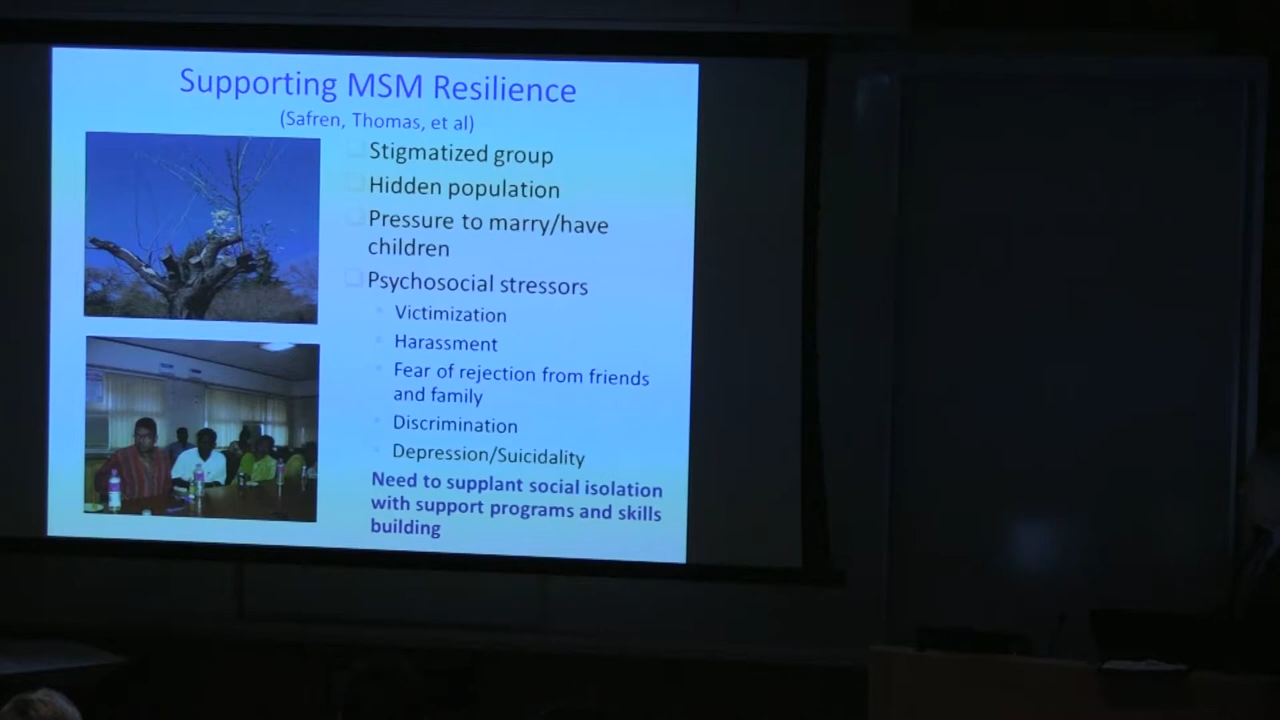 Supporting MSM Resilience
(Safren, Thomas, et al)
Stigmatized group
Hidden population
Pressure to marry/have
children
Psychosocial stressors
Victimization
Harassment
Fear of rejection from friends
and family
Discrimination
Depression/Suicidality
Need to supplant social isolation
with support programs and skills
building